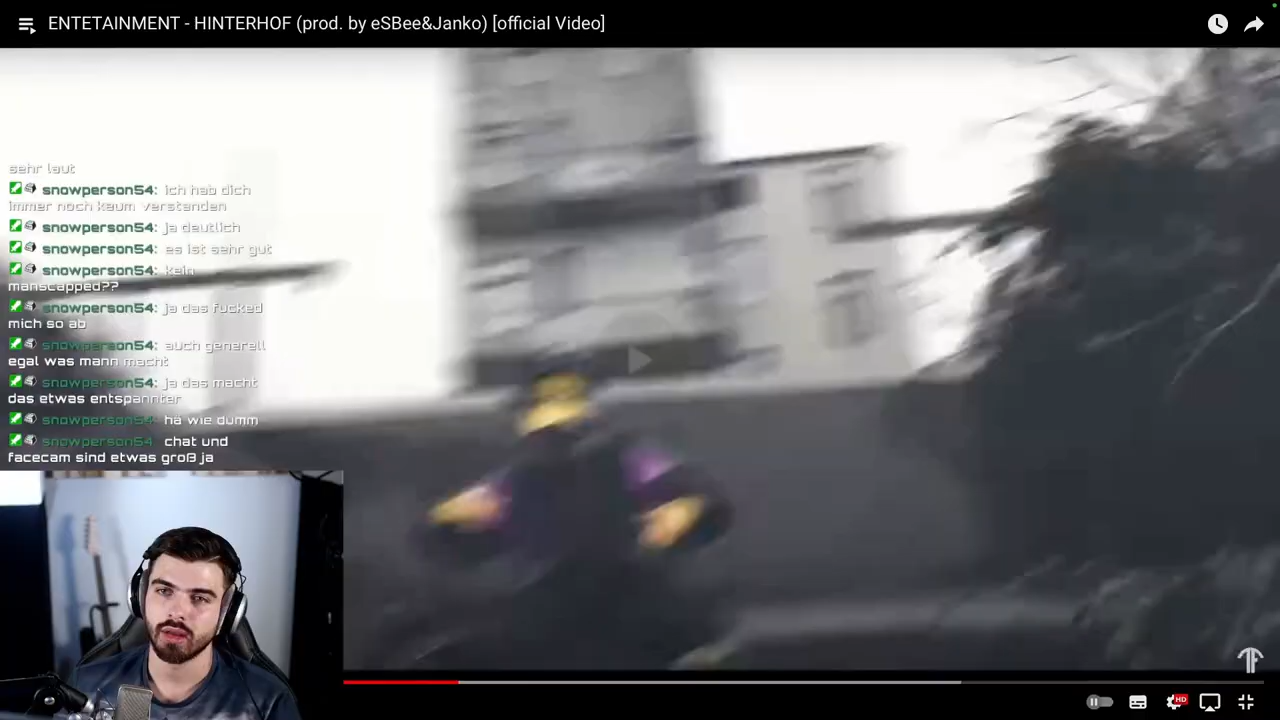 ENTETAINMENT - HINTERHOF (prod. by eSBee&Janko) [official Video]
sehr laut
snowperson54: ich hab dich
immer noch kaum verstanden
snowperson54: ja deutlich
snowperson54: es ist sehr gut
snowperson54: kein
manscapped??
snowperson54: ja das fucked
mich so ab
snowperson54: auch generell
egal was mann macht
snowperson54: ja das macht
das etwas entspannter
snowperson54: hä wie dumm
snowperson54: chat und
facecam sind etwas groß ja
HD